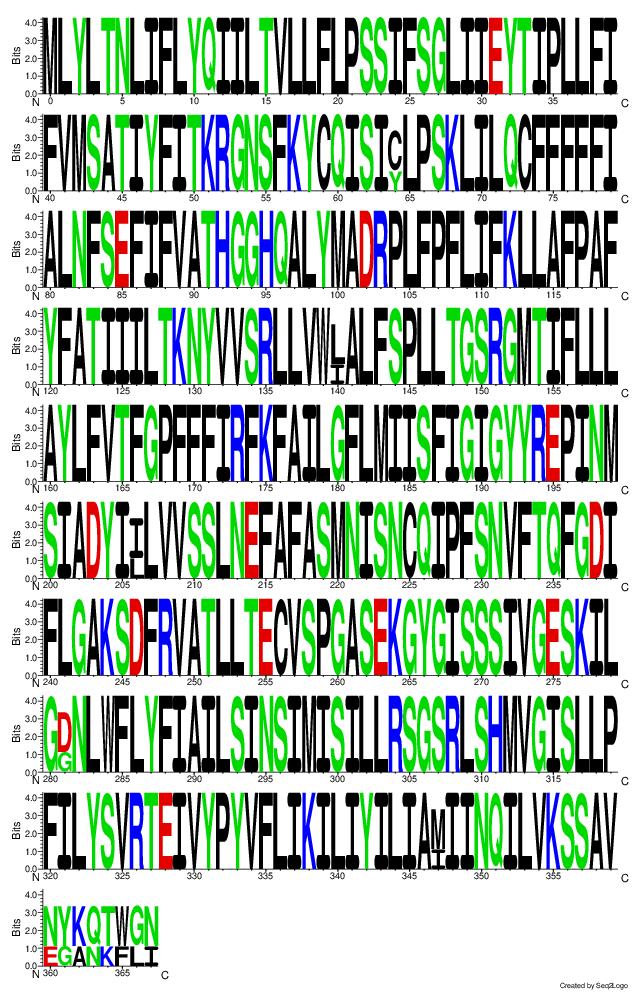 Bits 4.0 3.0 2.0 1.0 0.0
MLYLTNLIFLYQIILTVLLFLPSSIFSGLIIEYTIPLLFI
N 0 5 10 15 20 25 30 35 C
Bits 4.0 3.0 2.0 1.0 0.0
FVMSATIYFITKRGNSFKYCQISICLPSKLILQCFFFFFI
Y
N 40 45 50 55 60 65 70 75 C
Bits 4.0 3.0 2.0 1.0 0.0
ALNFSEFIFVATHGGHQALYMADRPLFPFLIFKLLAFPAF
N 80 85 90 95 100 105 110 115 C
Bits 4.0 3.0 2.0 1.0 0.0
YFATIIILTKNYVVSRLLVWLALFSPLLTGSRGMTIFLLL
I
N 120 125 130 135 140 145 150 155 C
Bits 4.0 3.0 2.0 1.0 0.0
AYLFVTFGPFFFIRFKFAILGFLMIISFIGIGYYREPINM
N 160 165 170 175 180 185 190 195 C
Bits 4.0 3.0 2.0 1.0 0.0
SIADYIILVVSSLNEFAFASMNISNCQIPFSNVFTQFGDI
L
N 200 205 210 215 220 225 230 235 C
Bits 4.0 3.0 2.0 1.0 0.0
FLGAKSDFRVATLLTECVSPGASEKGYGISSSIVGESKIL
N 240 245 250 255 260 265 270 275 C
Bits 4.0 3.0 2.0 1.0 0.0
GDNLWFLYFIAILSINSIMISILLRSGSRLSHMVGISLLP
G
N 280 285 290 295 300 305 310 315 C
Bits 4.0 3.0 2.0 1.0 0.0
FILYSVRTEIVYPYVFLIKILIYILIAMIINQILVKSSAV
I
N 320 325 330 335 340 345 350 355 C
Bits 4.0 3.0 2.0 1.0 0.0
NYKQTWGN
EGANKFLI
N 360 365 C
Created by Seq2Logo